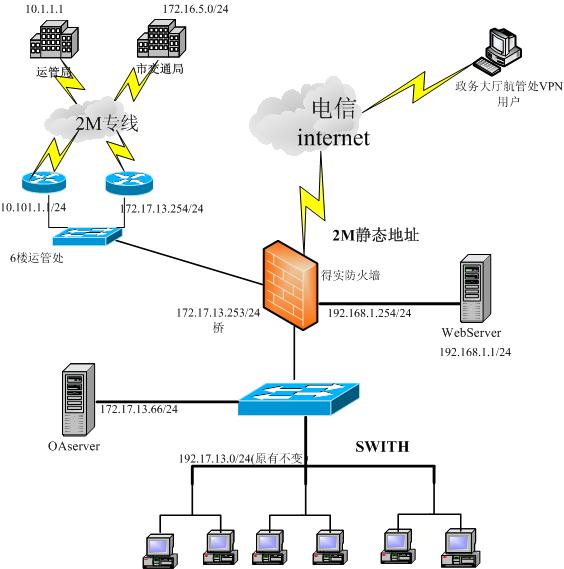 10.1.1.1
172.16.5.0/24
运管局
市交通局
2M专线
电信
internet
政务大厅航管处VPN
用户
10.101.1.1/24
172.17.13.254/24
6楼运管处
2M静态地址
得实防火墙
172.17.13.253/24
桥
192.168.1.254/24
WebServer
192.168.1.1/24
172.17.13.66/24
OAserver
SWITH
192.17.13.0/24(原有不变)